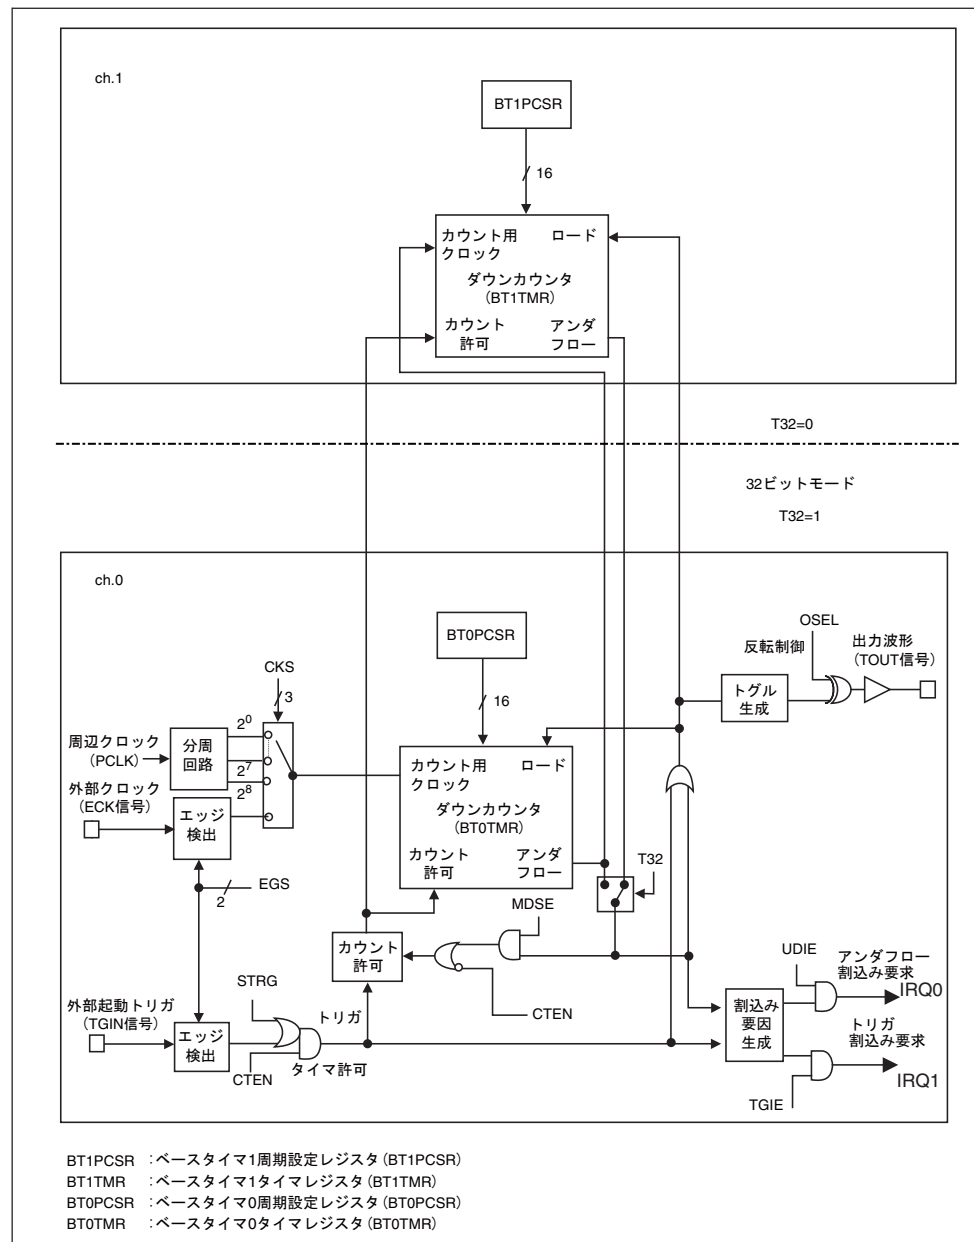 ch.1
BT1PCSR
16
カウント用 ロード
クロック
ダウンカウンタ
(BT1TMR)
カウント アンダ
許可 フロー
T32=0
32ビットモード
T32=1
ch.0
BT0PCSR
16
OSEL
反転制御
出力波形
(TOUT信号)
トグル
生成
CKS
3
周辺クロック
(PCLK)
分周
回路
2^0
2^7
2^8
外部クロック
(ECK信号)
エッジ
検出
EGS
2
カウント用 ロード
クロック
ダウンカウンタ
(BT0TMR)
カウント アンダ
許可 フロー
T32
MDSE
カウント
許可
CTEN
STRG
トリガ
外部起動トリガ
(TGIN信号)
エッジ
検出
CTEN
タイマ許可
UDIE
アンダフロー
割込み要求
IRQ0
割込み
要因
生成
トリガ
割込み要求
IRQ1
TGIE
BT1PCSR :ベースタイマ1周期設定レジスタ(BT1PCSR)
BT1TMR :ベースタイマ1タイマレジスタ(BT1TMR)
BT0PCSR :ベースタイマ0周期設定レジスタ(BT0PCSR)
BT0TMR :ベースタイマ0タイマレジスタ(BT0TMR)